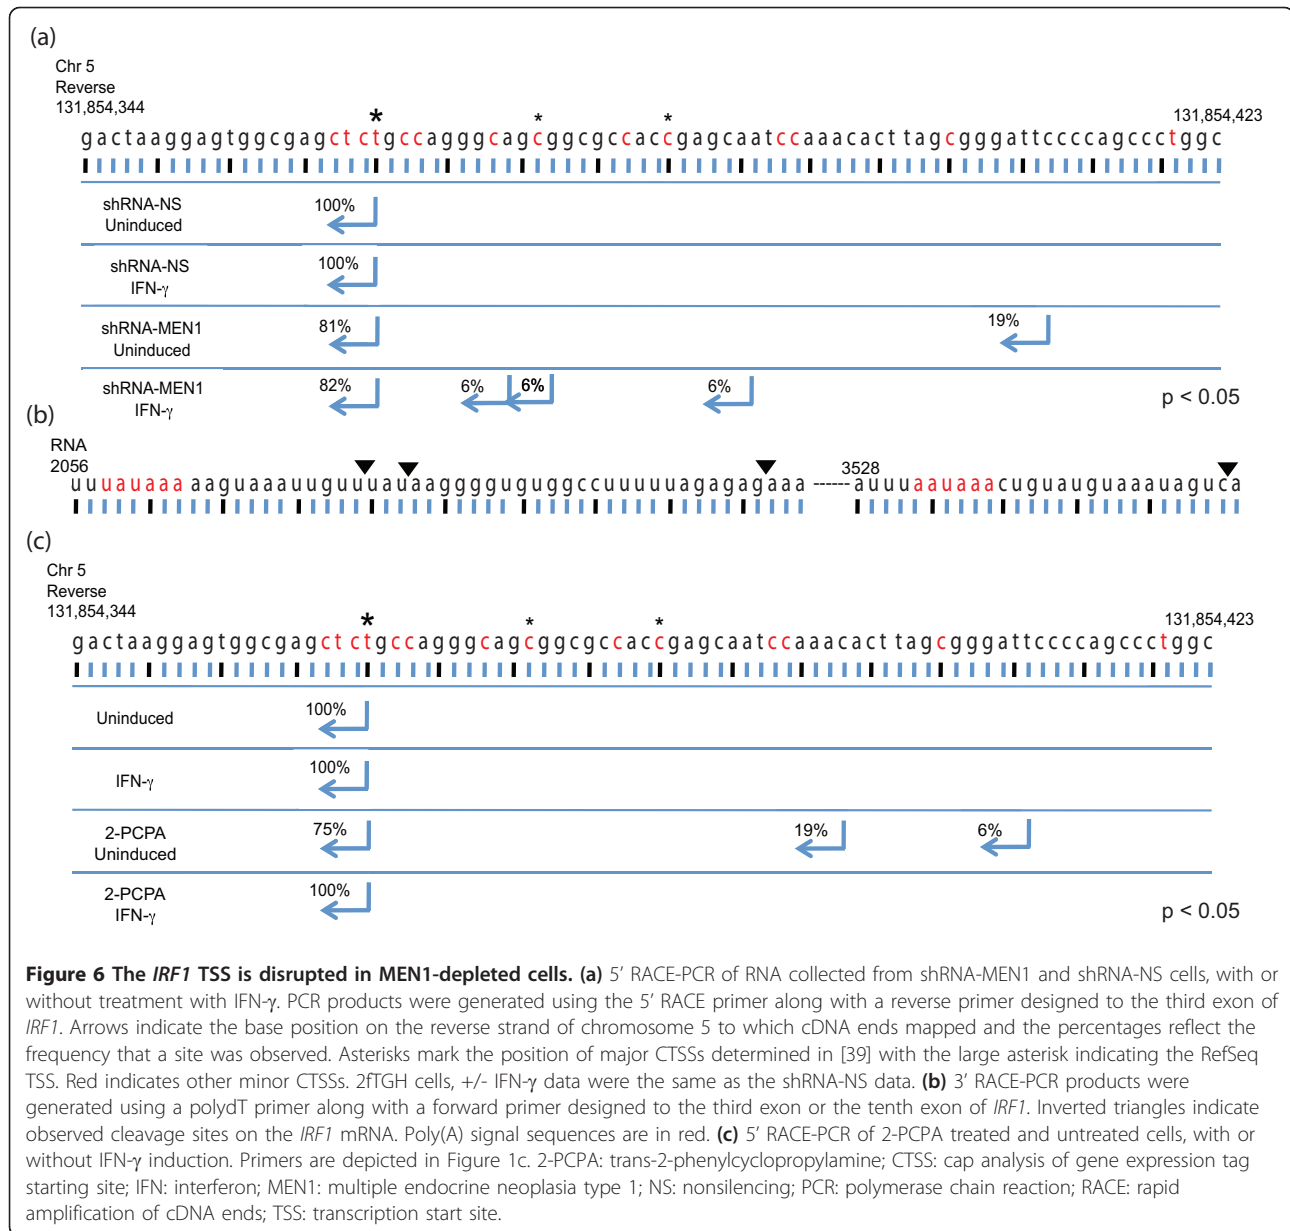 (a)
Chr 5
Reverse
131,854,344
131,854,423
* * *
gactaaggagtggcgagctctgccagggcagcggcgccaccgagcaatccaaacacttagcgggattccccagccctggc
shRNA-NS
Uninduced
100%
shRNA-NS
IFN-γ
100%
shRNA-MEN1
Uninduced
81% 19%
shRNA-MEN1
IFN-γ
82% 6% 6% 6%
p < 0.05
(b)
RNA
2056
3528
uuuauaaaaaguaaauuguuuauaaggggguguggccuuuuuagagagaaa ------ auuuaauaaacuguauguaaauaguca
(c)
Chr 5
Reverse
131,854,344
131,854,423
* * *
gactaaggagtggcgagctctgccagggcagcggcgccaccgagcaatccaaacacttagcgggattccccagccctggc
Uninduced
100%
IFN-γ
100%
2-PCPA
Uninduced
75% 19% 6%
2-PCPA
IFN-γ
100%
p < 0.05
Figure 6 The IRF1 TSS is disrupted in MEN1-depleted cells. (a) 5’ RACE-PCR of RNA collected from shRNA-MEN1 and shRNA-NS cells, with or
without treatment with IFN-γ. PCR products were generated using the 5’ RACE primer along with a reverse primer designed to the third exon of
IRF1. Arrows indicate the base position on the reverse strand of chromosome 5 to which cDNA ends mapped and the percentages reflect the
frequency that a site was observed. Asterisks mark the position of major CTSSs determined in [39] with the large asterisk indicating the RefSeq
TSS. Red indicates other minor CTSSs. 2fTGH cells, +/- IFN-γ data were the same as the shRNA-NS data. (b) 3’ RACE-PCR products were
generated using a polydT primer along with a forward primer designed to the third exon or the tenth exon of IRF1. Inverted triangles indicate
observed cleavage sites on the IRF1 mRNA. Poly(A) signal sequences are in red. (c) 5’ RACE-PCR of 2-PCPA treated and untreated cells, with or
without IFN-γ induction. Primers are depicted in Figure 1c. 2-PCPA: trans-2-phenylcyclopropylamine; CTSS: cap analysis of gene expression tag
starting site; IFN: interferon; MEN1: multiple endocrine neoplasia type 1; NS: nonsilencing; PCR: polymerase chain reaction; RACE: rapid
amplification of cDNA ends; TSS: transcription start site.